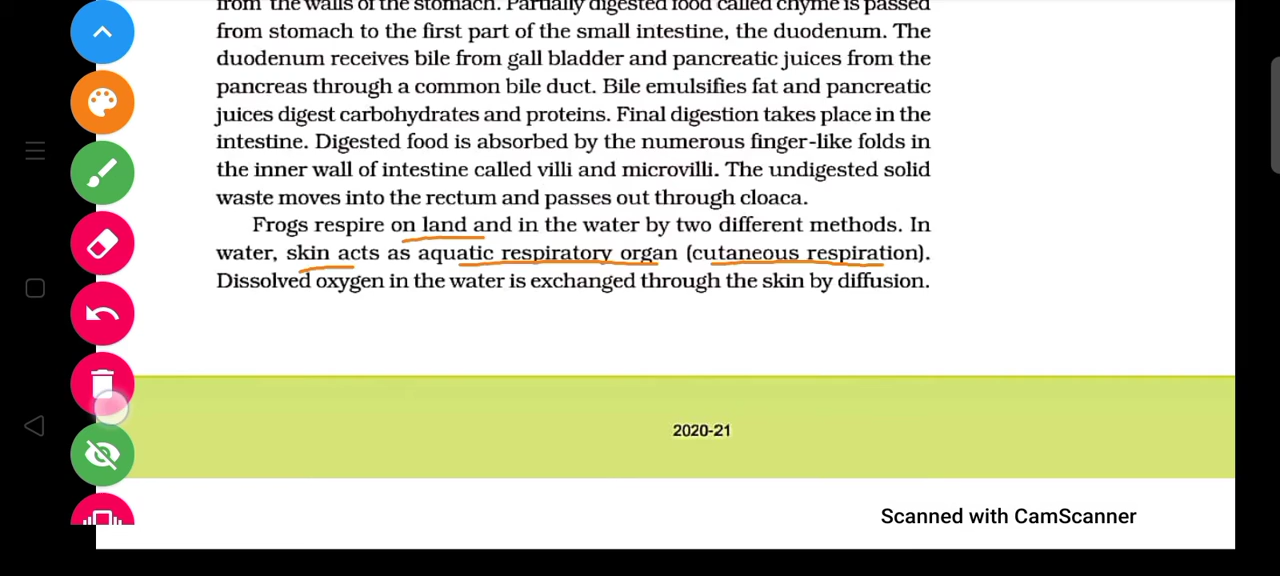 from the walls of the stomach. Partially digested food called chyme is passed
from stomach to the first part of the small intestine, the duodenum. The
duodenum receives bile from gall bladder and pancreatic juices from the
pancreas through a common bile duct. Bile emulsifies fat and pancreatic
juices digest carbohydrates and proteins. Final digestion takes place in the
intestine. Digested food is absorbed by the numerous finger-like folds in
the inner wall of intestine called villi and microvilli. The undigested solid
waste moves into the rectum and passes out through cloaca.
Frogs respire on land and in the water by two different methods. In
water, skin acts as aquatic respiratory organ (cutaneous respiration).
Dissolved oxygen in the water is exchanged through the skin by diffusion.
2020-21
Scanned with CamScanner